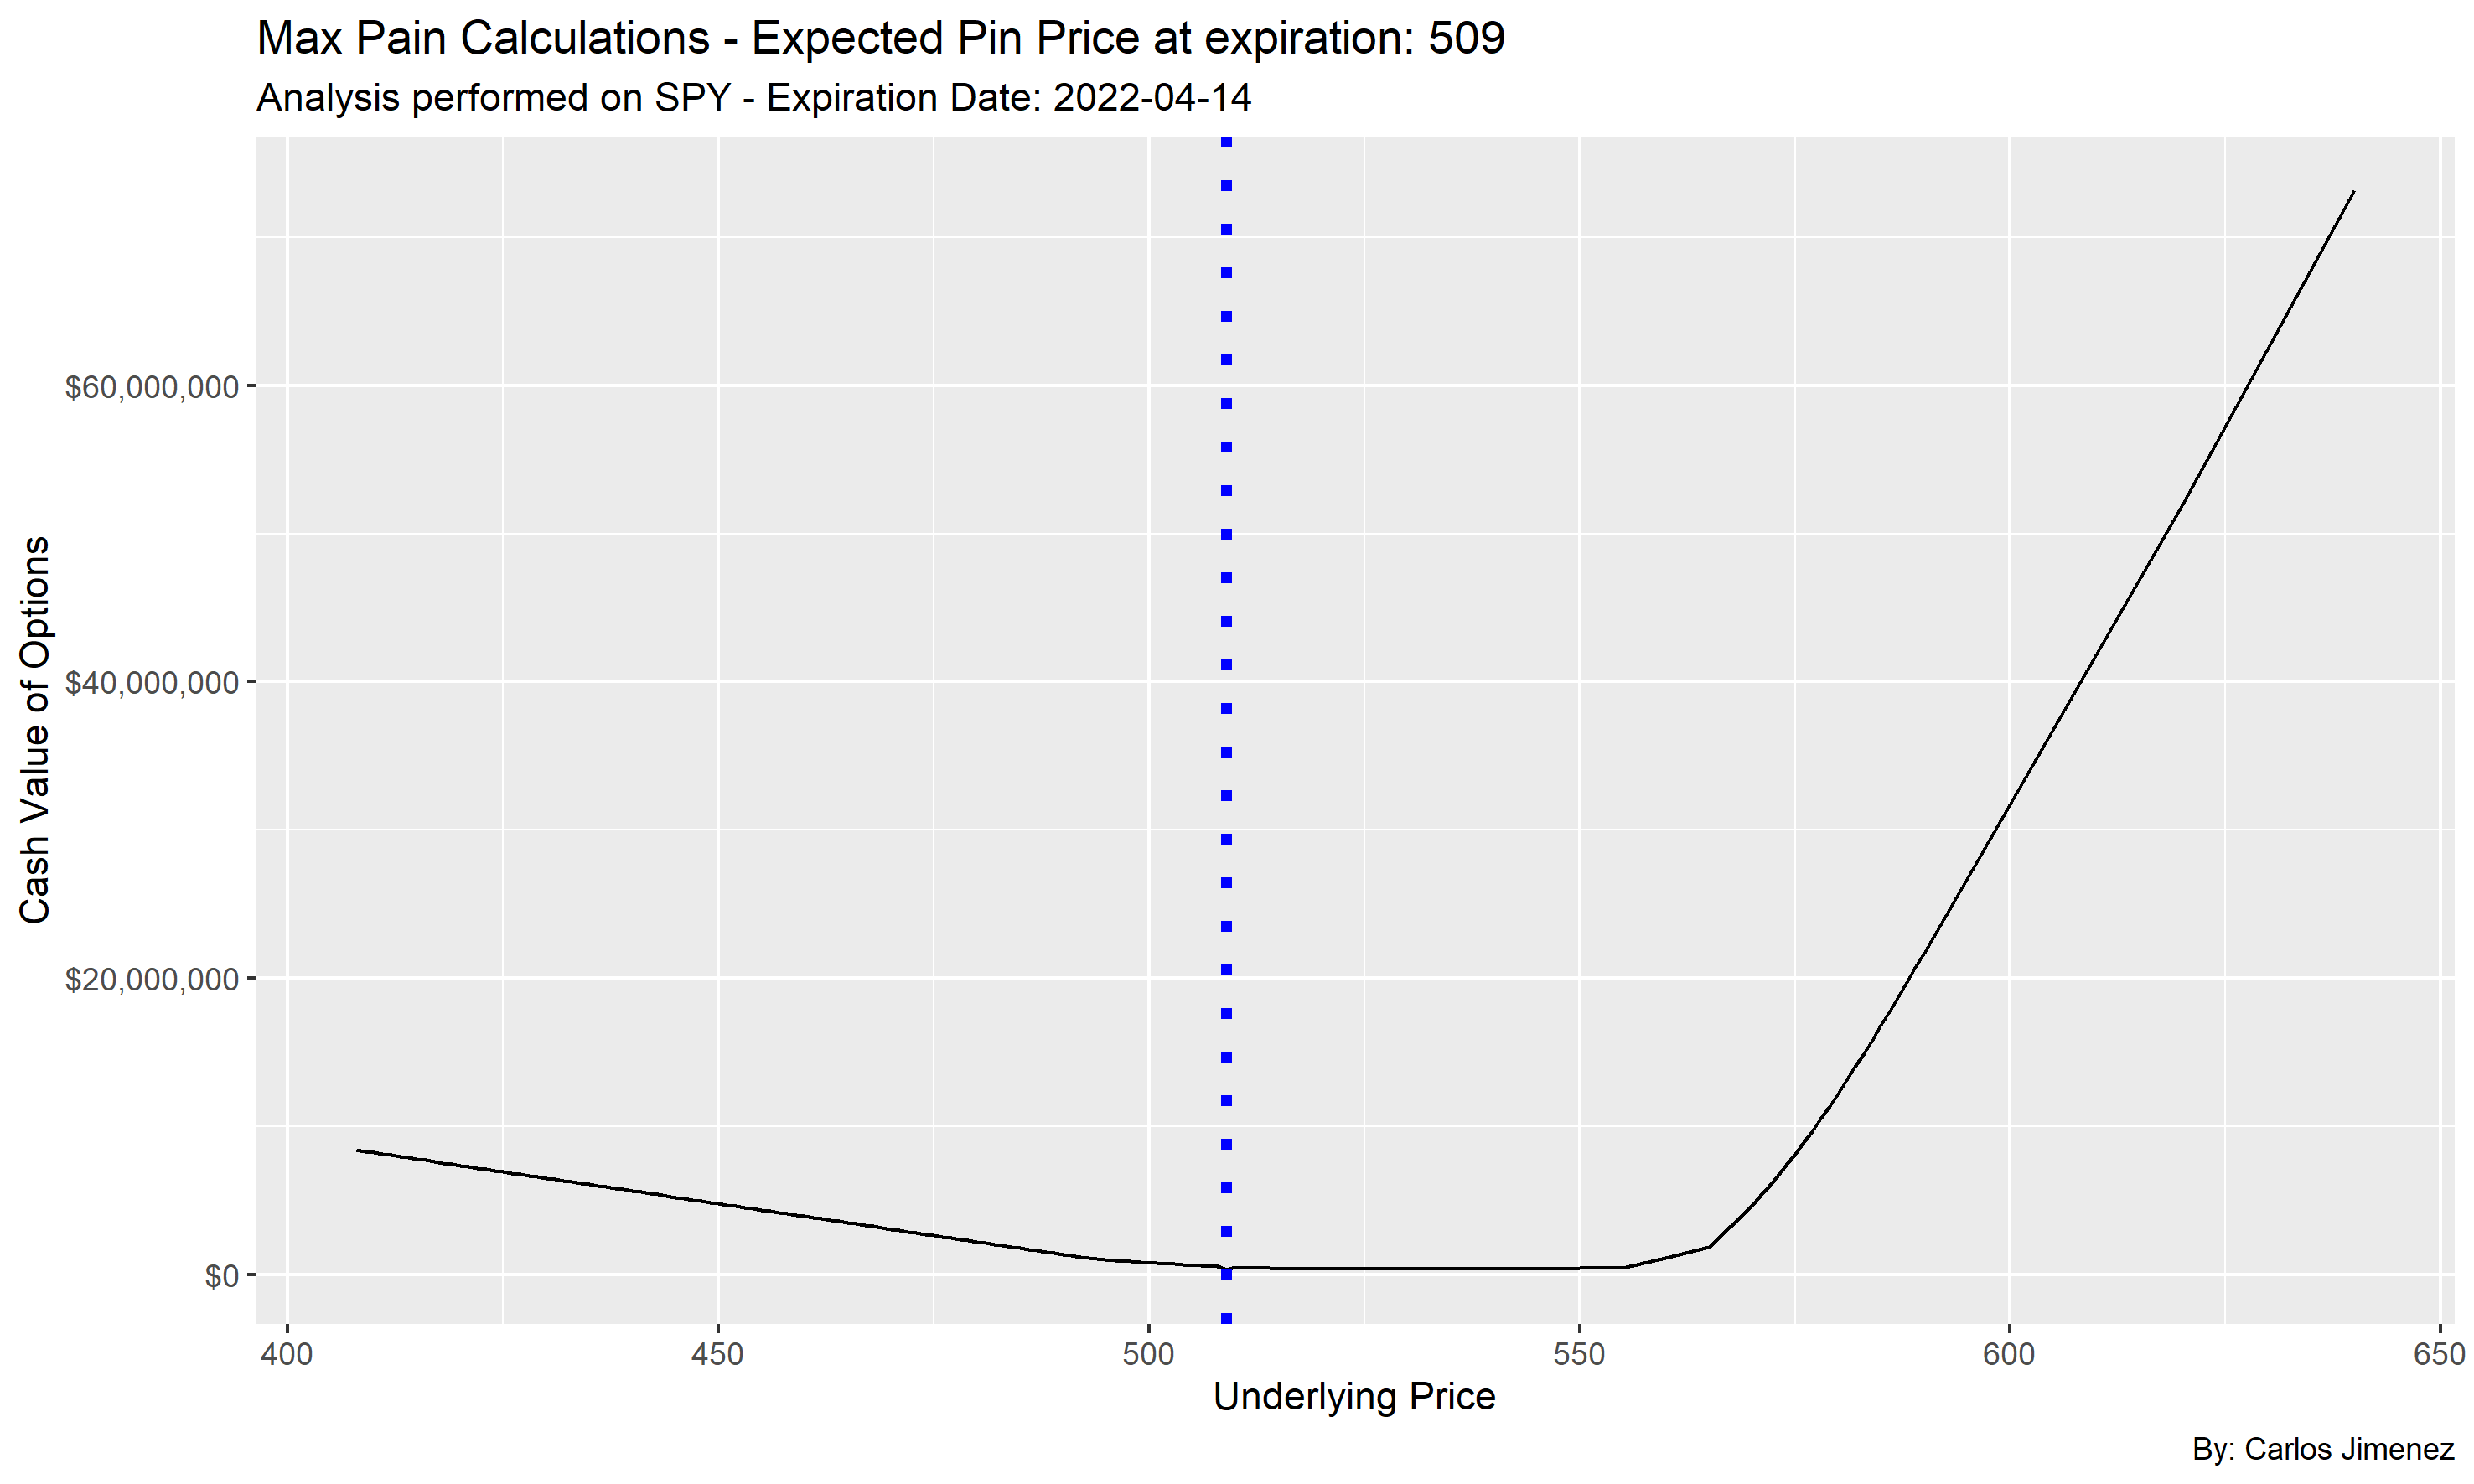 Max Pain Calculations - Expected Pin Price at expiration: 509
Analysis performed on SPY - Expiration Date: 2022-04-14
Cash Value of Options
$60,000,000
$40,000,000
$20,000,000
$0
400
450
500
550
600
650
Underlying Price
By: Carlos Jimenez